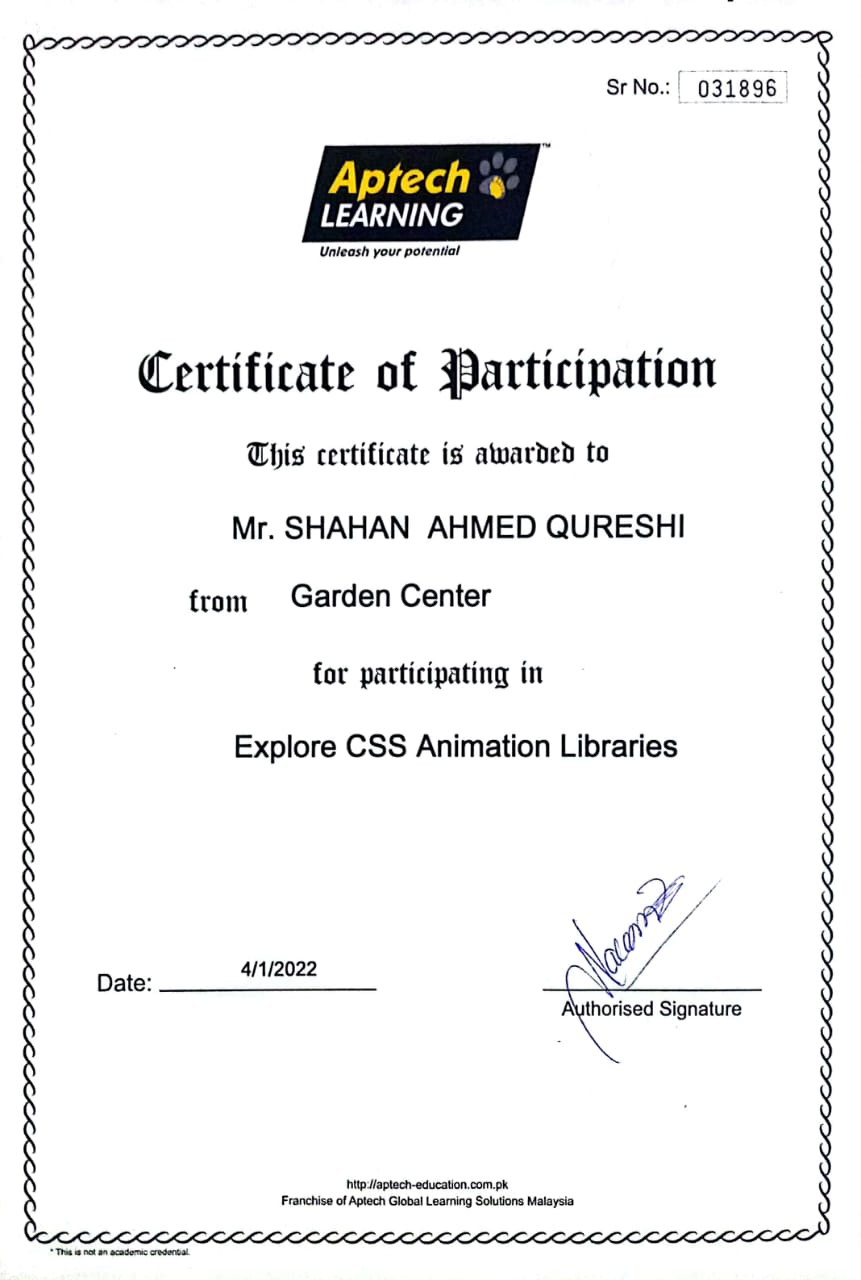 Sr No.: 031896
Aptech ™
LEARNING
Unleash your potential
Certificate of Participation
This certificate is awarded to
Mr. SHAHAN AHMED QURESHI
from Garden Center
for participating in
Explore CSS Animation Libraries
Date: 4/1/2022
Authorised Signature
http://aptech-education.com.pk
Franchise of Aptech Global Learning Solutions Malaysia
* This is not an academic credential.